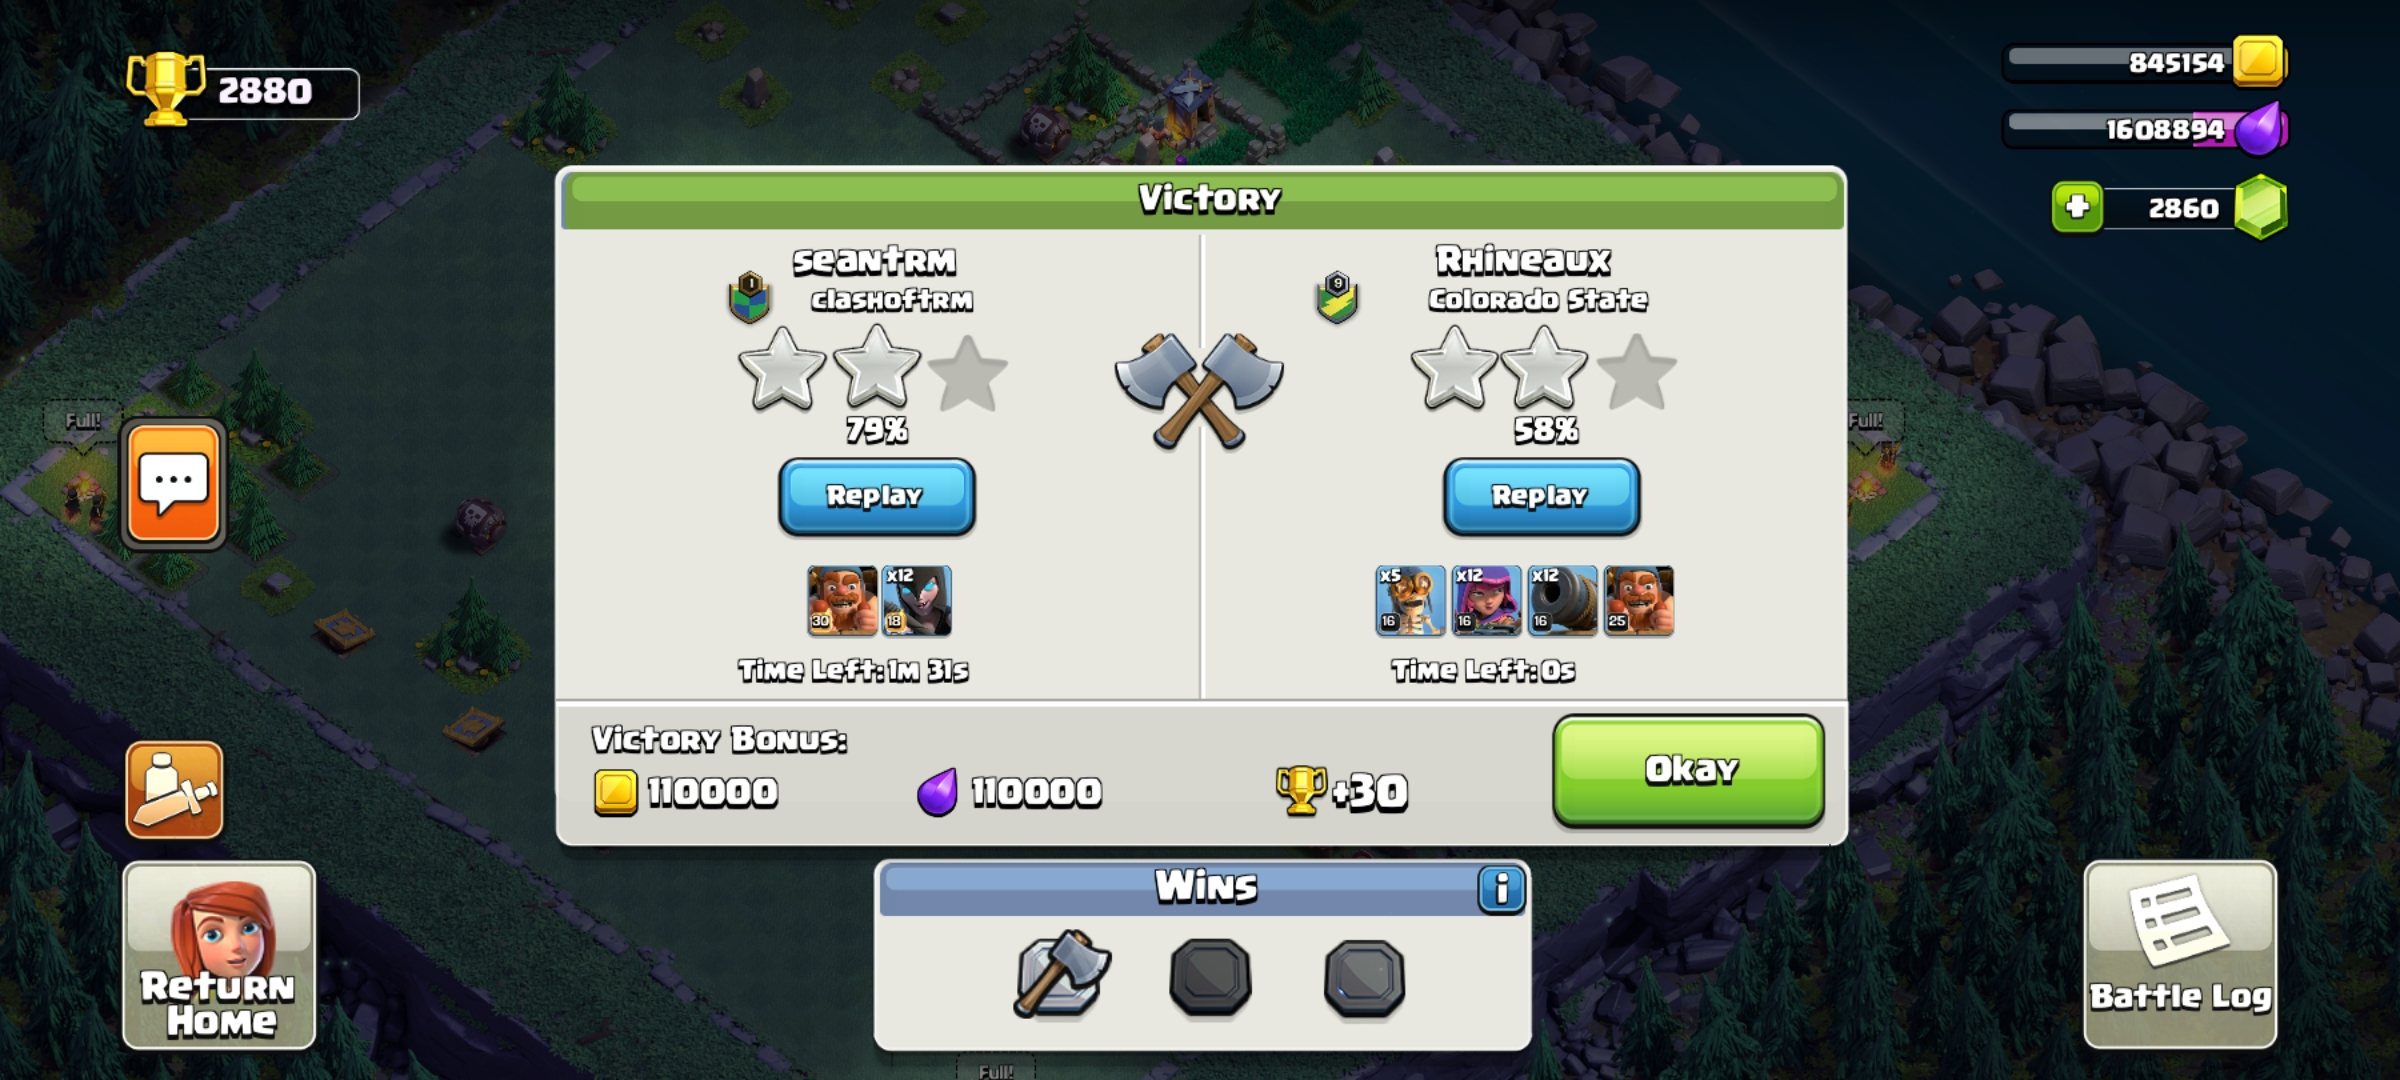 2880
845154
1608894
2860
Victory
seantrm
clashoftrm
1
79%
Replay
30
x12
18
Time Left: 1m 31s
Rhineaux
Colorado State
9
58%
Replay
x5
16
x12
16
x12
16
25
Time Left: 0s
Full!
Full!
Victory Bonus:
110000
110000
+30
Okay
Wins
i
Return
Home
Battle Log
Full!